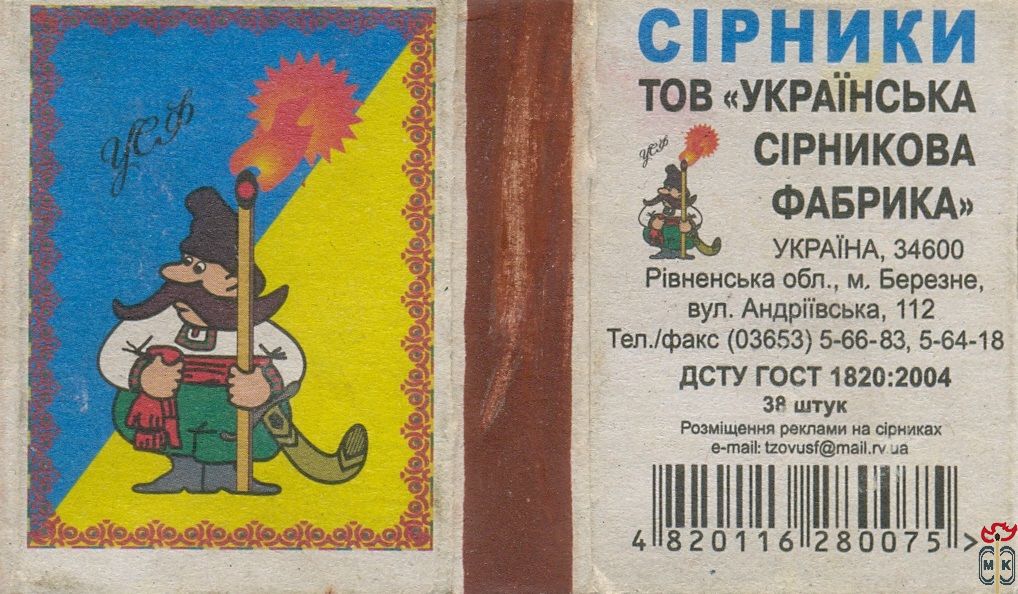 УСФ
СІРНИКИ
ТОВ «УКРАЇНСЬКА
СІРНИКОВА
ФАБРИКА»
УСФ
УКРАЇНА, 34600
Рівненська обл., м. Березне,
вул. Андріївська, 112
Тел./факс (03653) 5-66-83, 5-64-18
ДСТУ ГОСТ 1820:2004
38 штук
Розміщення реклами на сірниках
e-mail: tzovusf@mail.rv.ua
4 820116 280075 >
МК